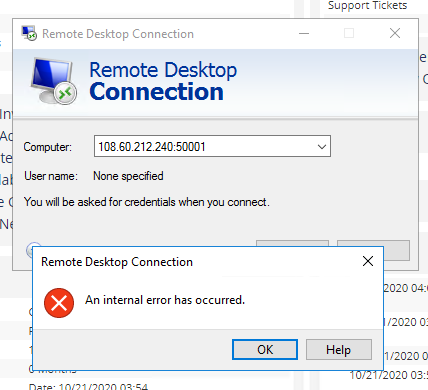 Support Tickets
Remote Desktop Connection
Remote Desktop
Connection
Computer:
108.60.212.240:50001
User name:
None specified
You will be asked for credentials when you connect.
Remote Desktop Connection
An internal error has occurred.
OK
Help
0 Months
Date: 10/21/2020 03:54
10/21/2020 03:54